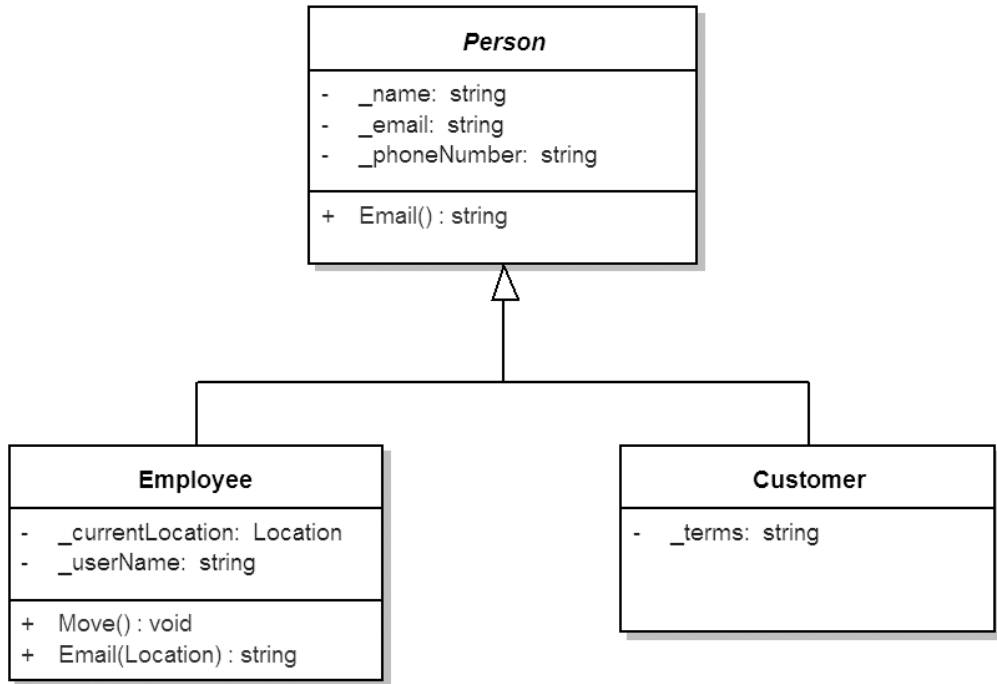 Person
- _name: string
- _email: string
- _phoneNumber: string
+ Email() : string
Employee
- _currentLocation: Location
- _userName: string
+ Move() : void
+ Email(Location) : string
Customer
- _terms: string